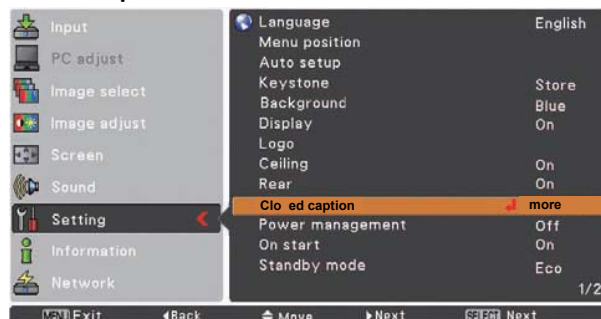 Input
PC adjust
Image select
Image adjust
Screen
Sound
Setting
Information
Network
Language English
Menu position
Auto setup
Keystone Store
Background Blue
Display On
Logo
Ceiling On
Rear On
Clo ed caption more
Power management Off
On start On
Standby mode Eco
1/2
MENU Exit Back Move Next SELECT Next